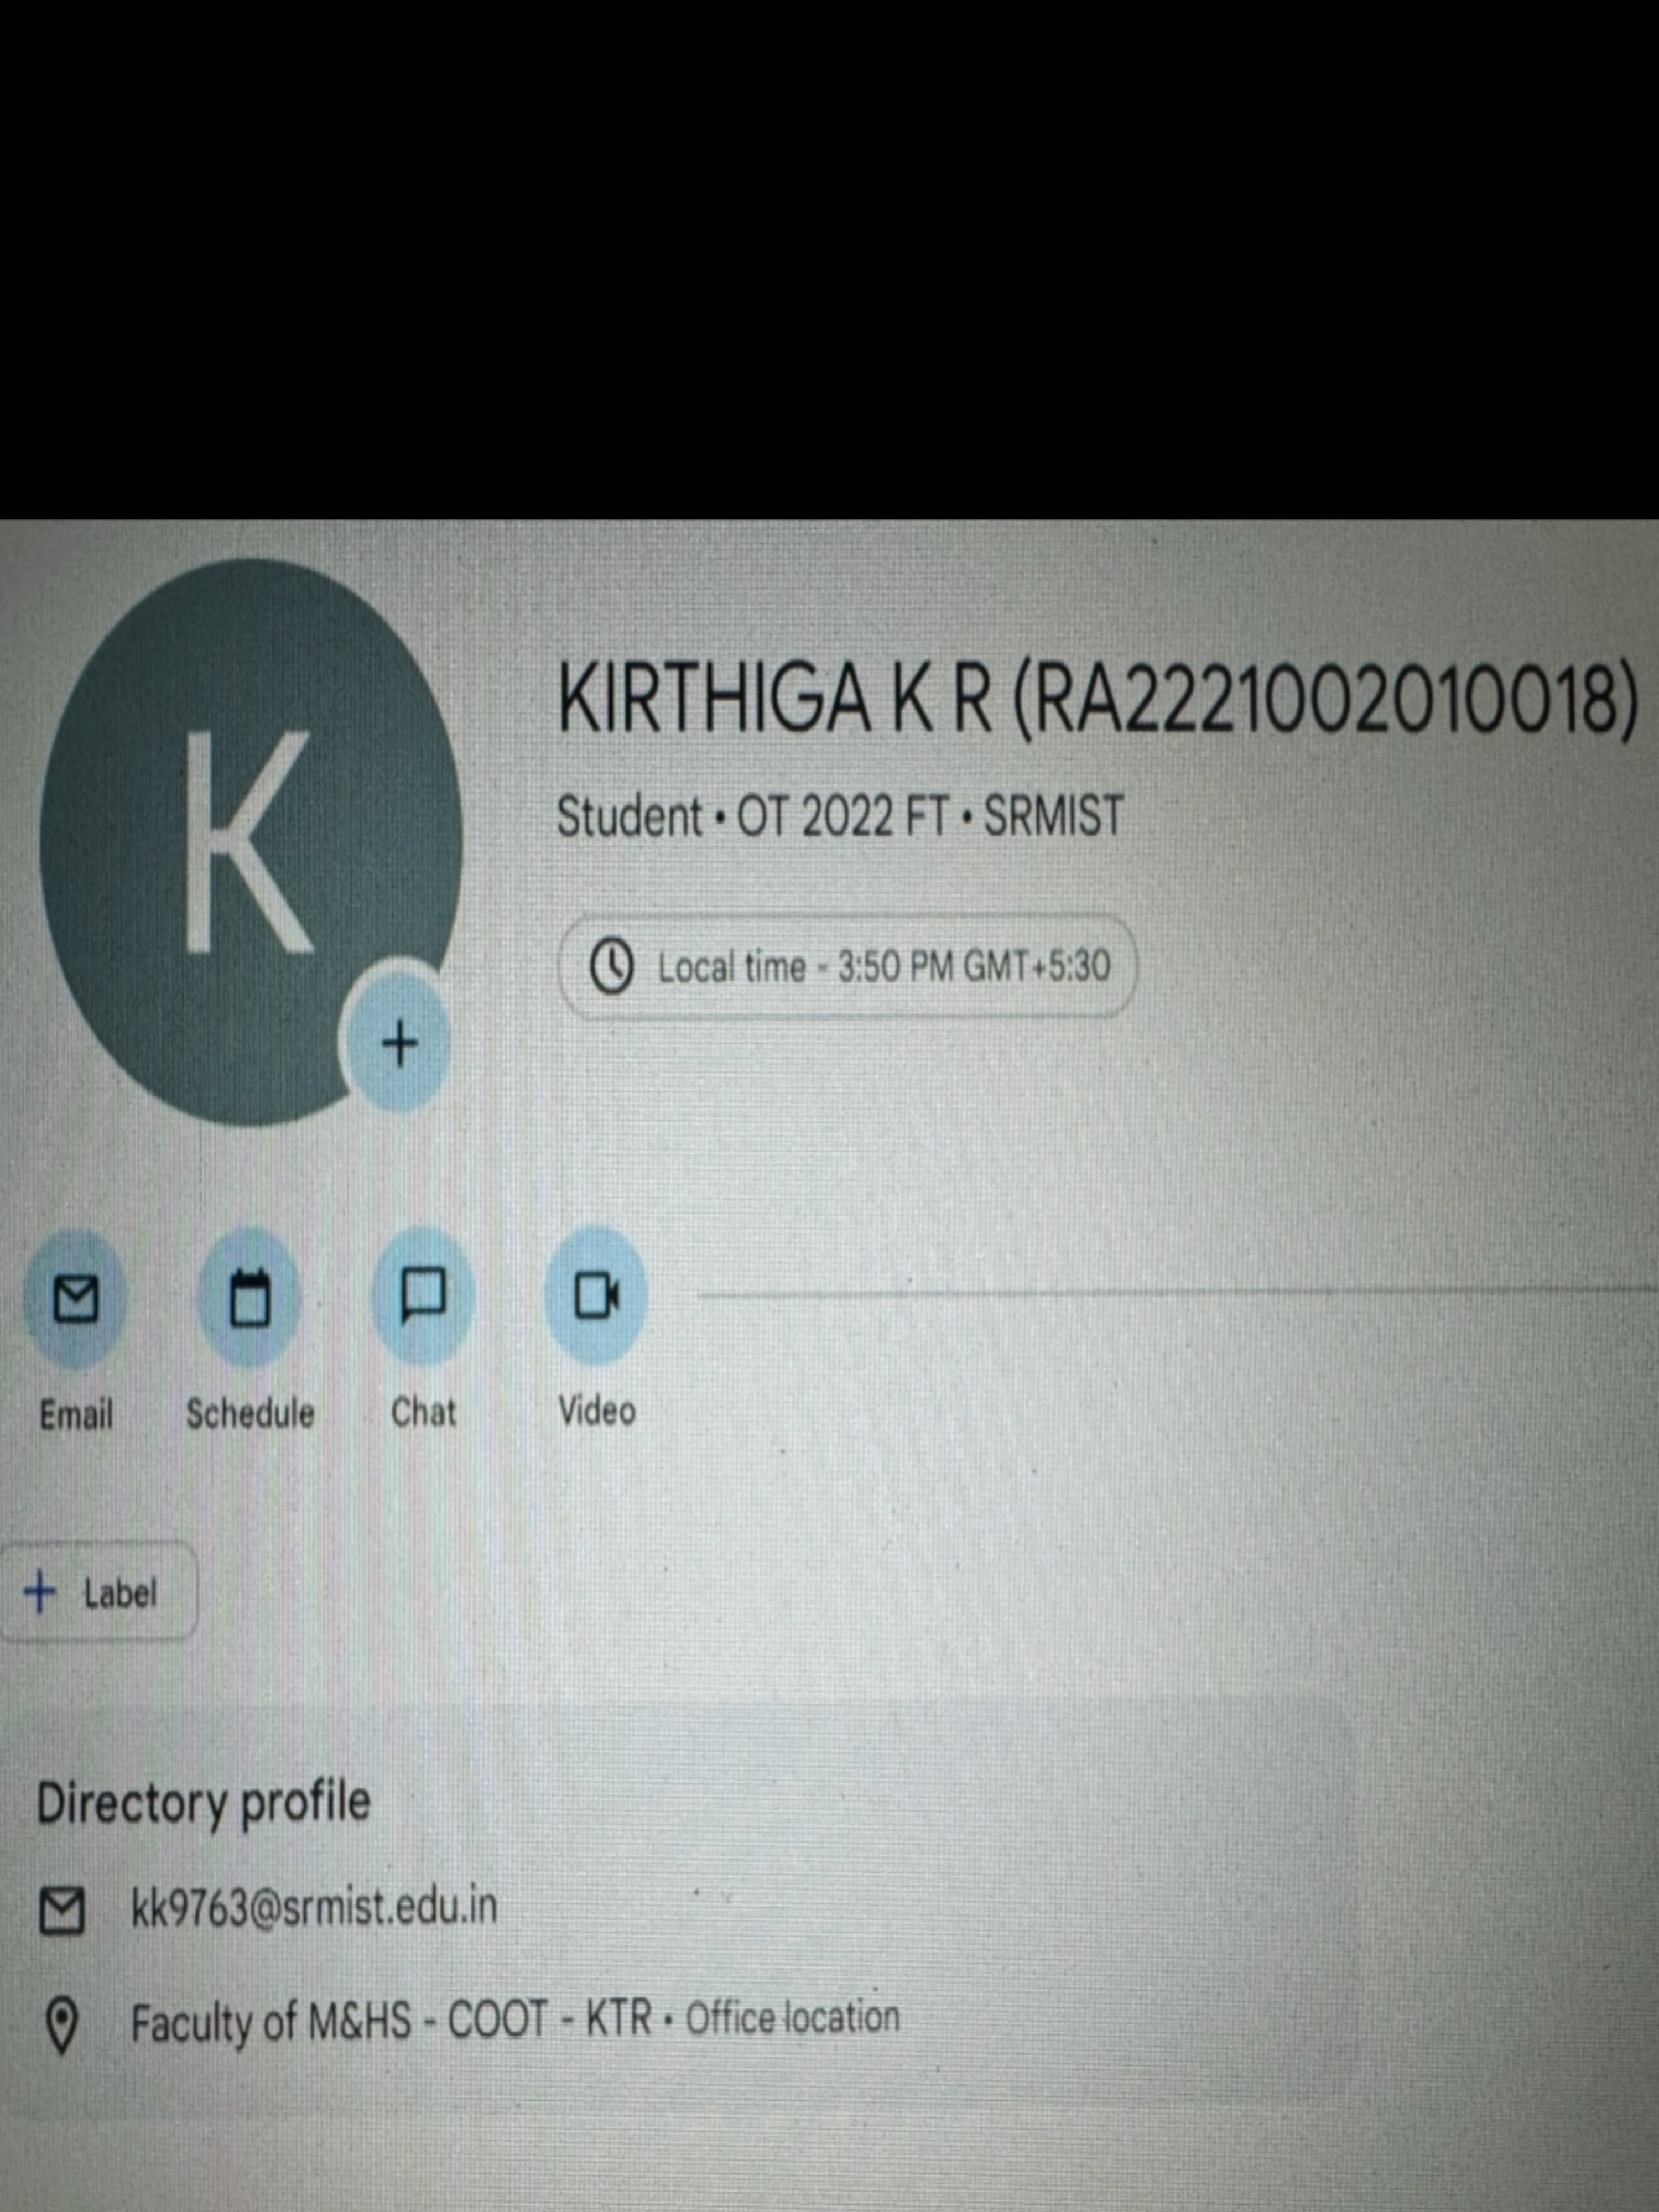 K
KIRTHIGA K R (RA2221002010018)
Student • OT 2022 FT • SRMIST
Local time - 3:50 PM GMT+5:30
Email Schedule Chat Video
Label
Directory profile
kk9763@srmist.edu.in
Faculty of M&HS - COOT - KTR • Office location